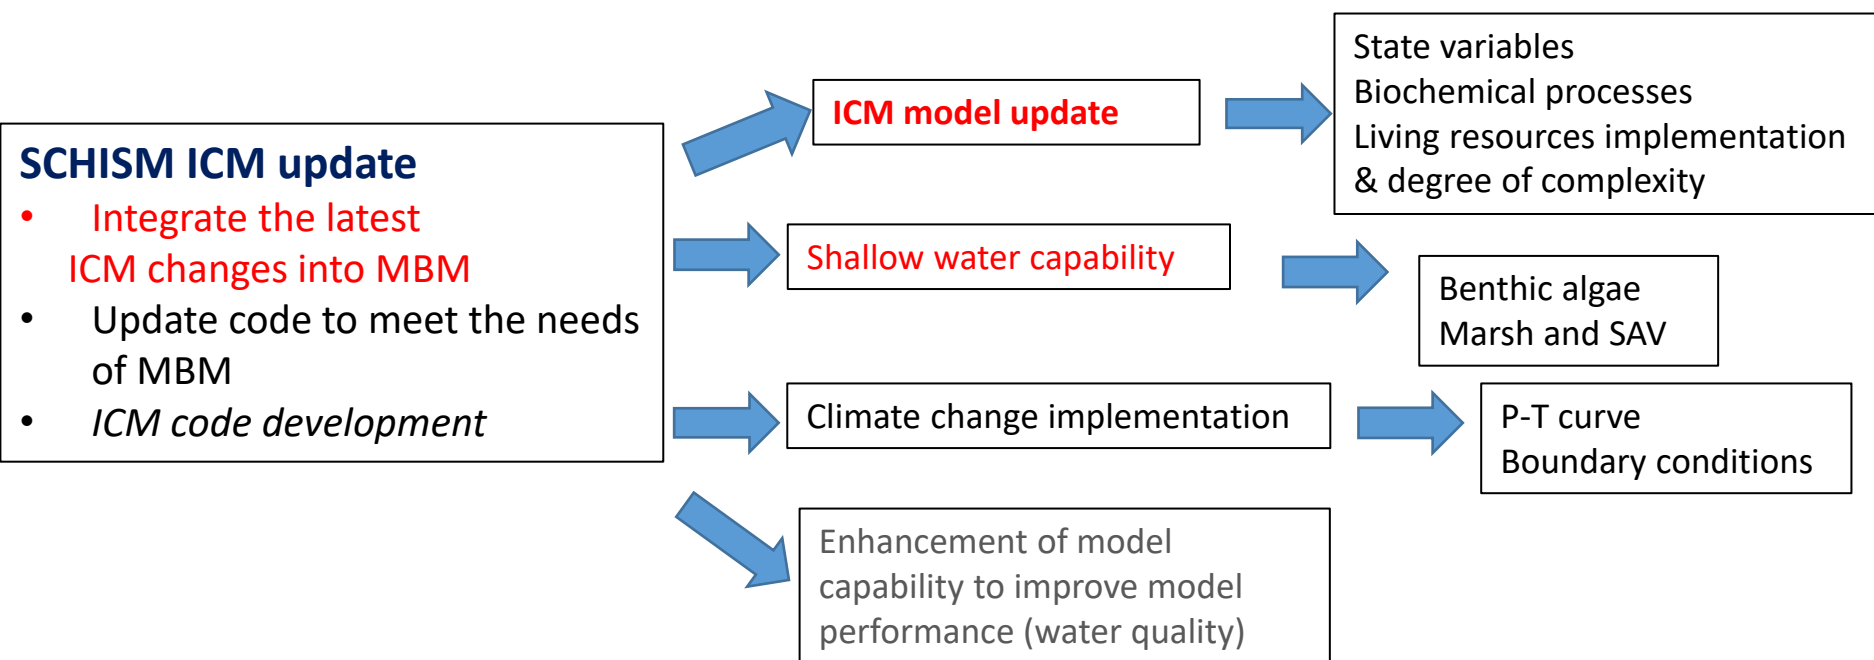 SCHISM ICM update
• Integrate the latest
ICM changes into MBM
• Update code to meet the needs
of MBM
• ICM code development
ICM model update
State variables
Biochemical processes
Living resources implementation
& degree of complexity
Shallow water capability
Benthic algae
Marsh and SAV
Climate change implementation
P-T curve
Boundary conditions
Enhancement of model
capability to improve model
performance (water quality)